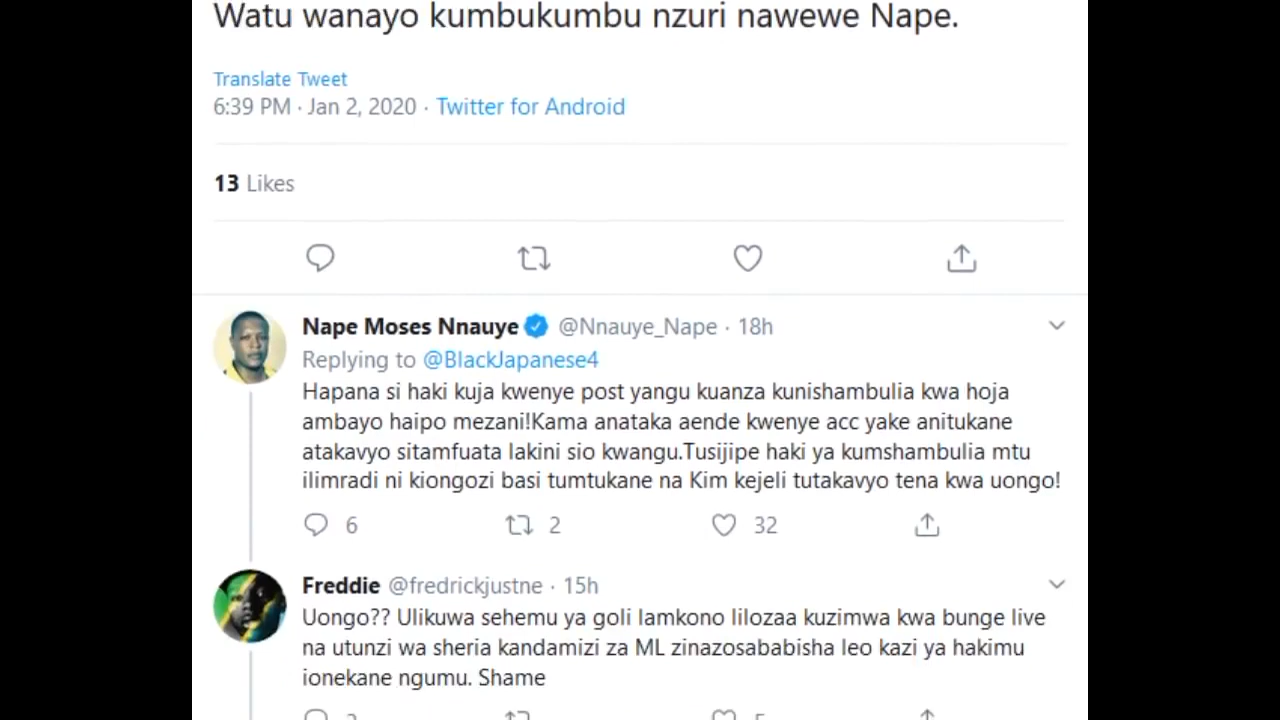 Watu wanayo kumbukumbu nzuri nawewe Nape.
Translate Tweet
6:39 PM · Jan 2, 2020 · Twitter for Android
13 Likes
Nape Moses Nnauye @Nnauye_Nape · 18h
Replying to @BlackJapanese4
Hapana si haki kuja kwenye post yangu kuanza kunishambulia kwa hoja
ambayo haipo mezani!Kama anataka aende kwenye acc yake anitukane
atakavyo sitamfuata lakini sio kwangu.Tusijipe haki ya kumshambulia mtu
ilimradi ni kiongozi basi tumtukane na Kim kejeli tutakavyo tena kwa uongo!
6 2 32
Freddie @fredrickjustne · 15h
Uongo?? Ulikuwa sehemu ya goli lamkono lilozaa kuzimwa kwa bunge live
na utunzi wa sheria kandamizi za ML zinazosababisha leo kazi ya hakimu
ionekane ngumu. Shame